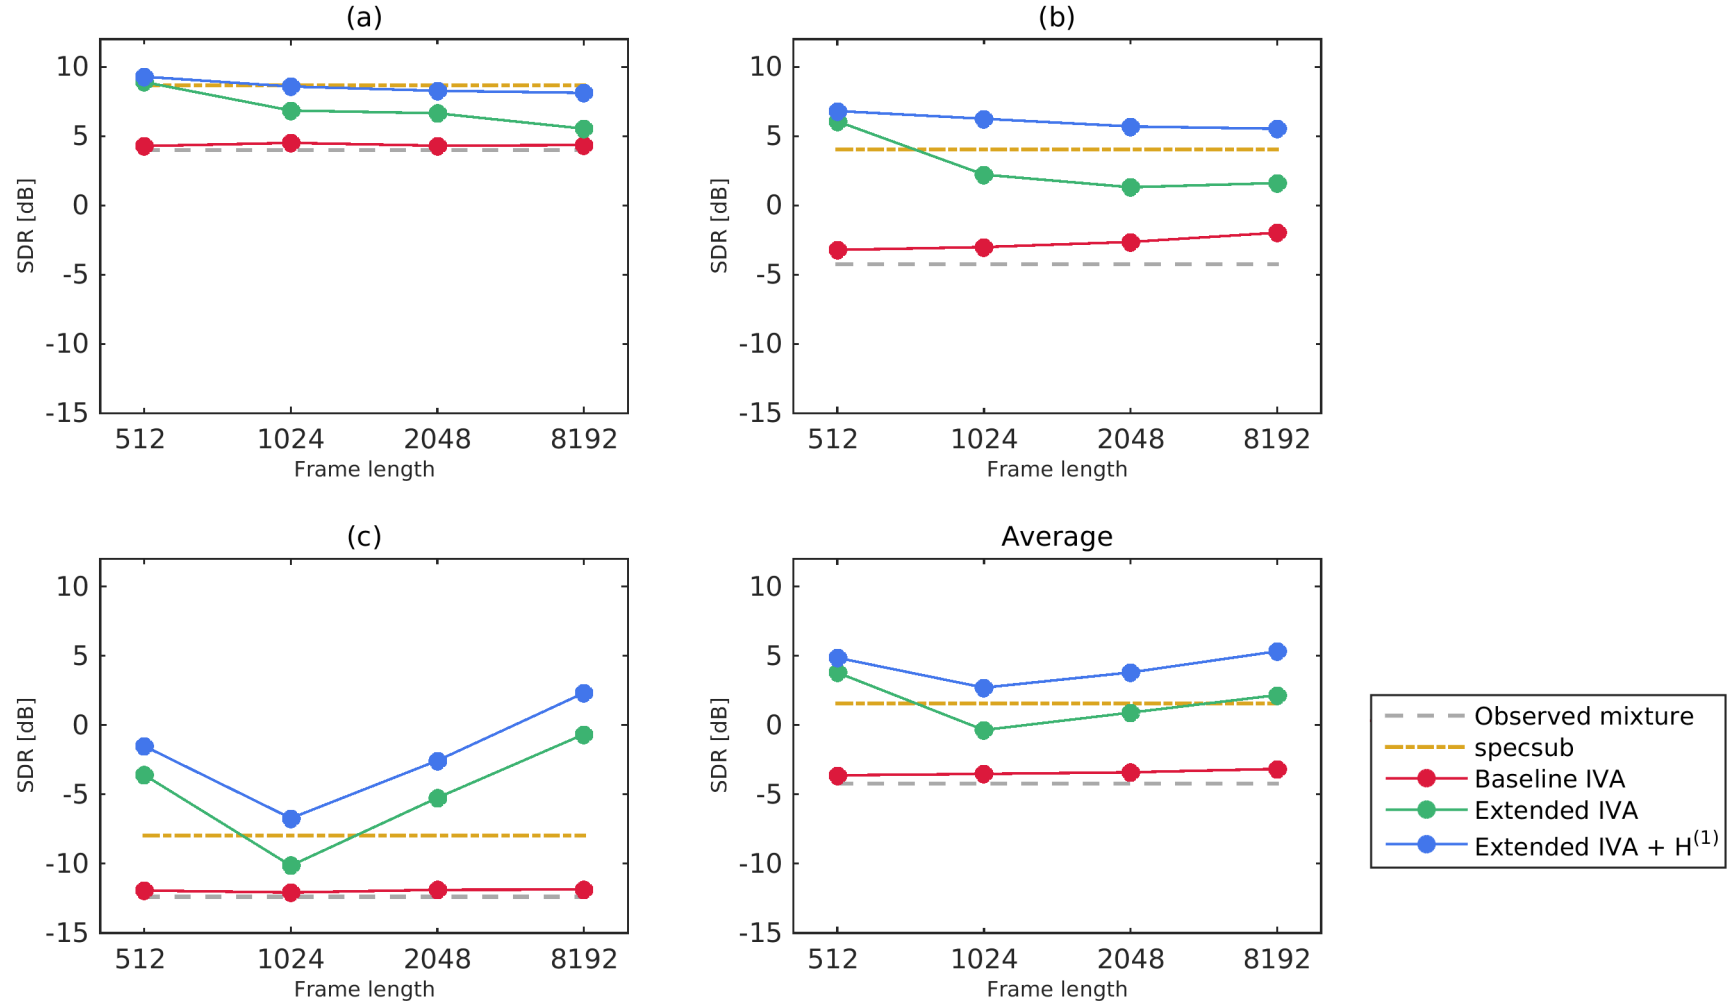 (a)
10
5
0
-5
-10
-15
SDR [dB]
512 1024 2048 8192
Frame length
(b)
10
5
0
-5
-10
-15
SDR [dB]
512 1024 2048 8192
Frame length
(c)
10
5
0
-5
-10
-15
SDR [dB]
512 1024 2048 8192
Frame length
Average
10
5
0
-5
-10
-15
SDR [dB]
512 1024 2048 8192
Frame length
Observed mixture
specsub
Baseline IVA
Extended IVA
Extended IVA + H(1)